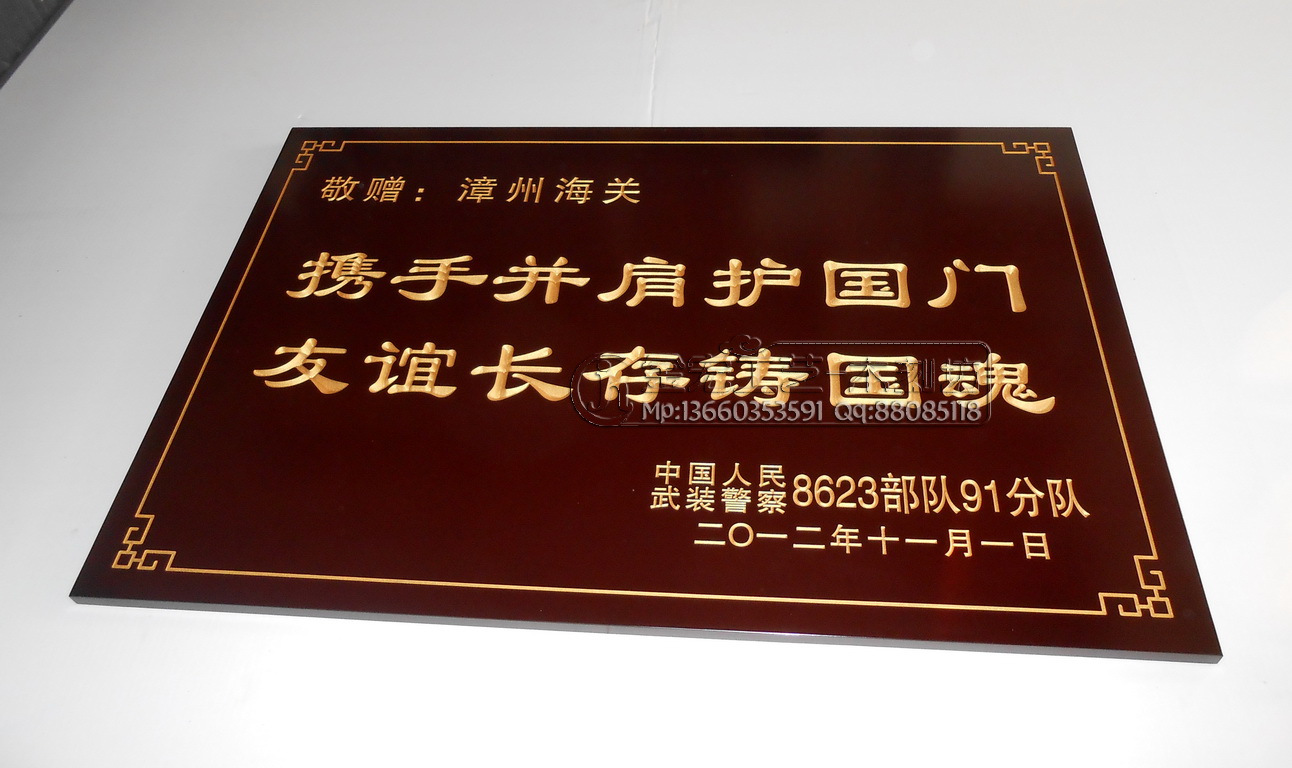 敬赠：漳州海关
携手并肩护国门
友谊长存铸国魂
Mp:13660353591 QQ:88085118
中国人民
武装警察 8623部队91分队
二〇一二年十一月一日